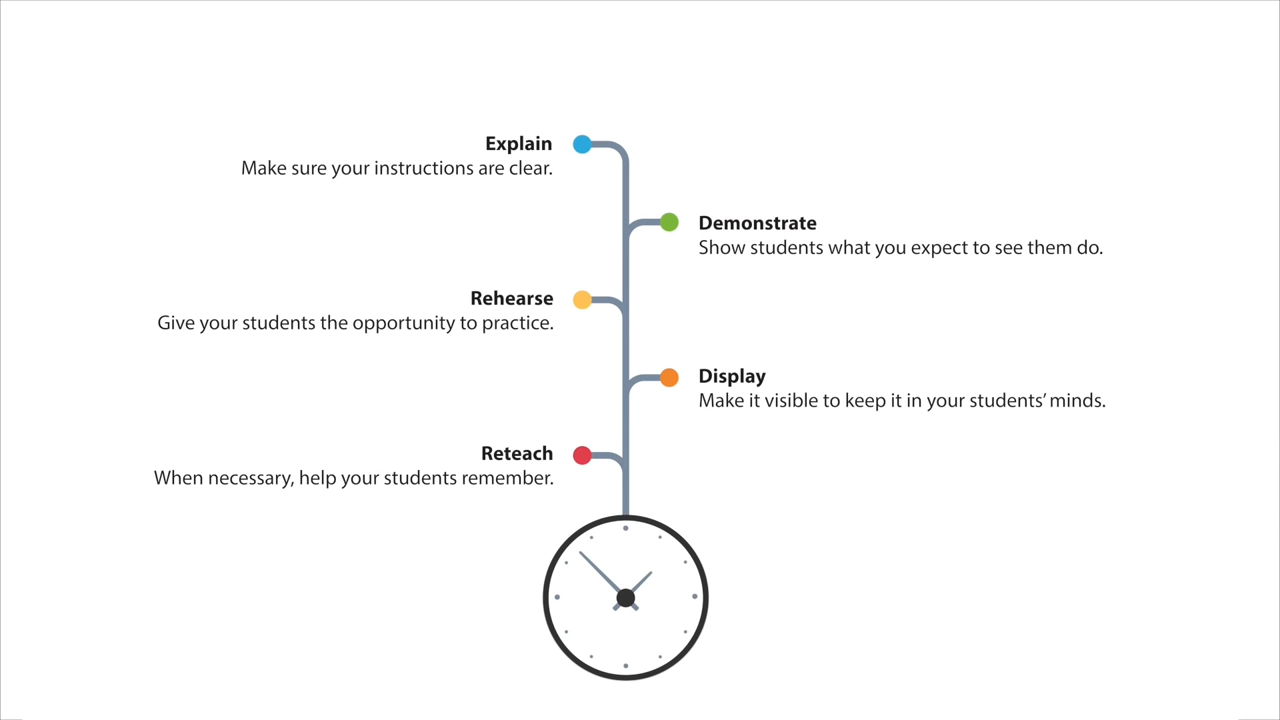 Explain
Make sure your instructions are clear.
Demonstrate
Show students what you expect to see them do.
Rehearse
Give your students the opportunity to practice.
Display
Make it visible to keep it in your students’ minds.
Reteach
When necessary, help your students remember.